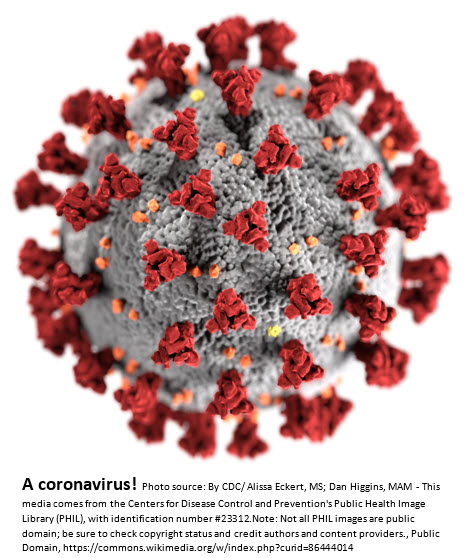 A coronavirus! Photo source: By CDC/ Alissa Eckert, MS; Dan Higgins, MAM - This
media comes from the Centers for Disease Control and Prevention's Public Health Image
Library (PHIL), with identification number #23312.Note: Not all PHIL images are public
domain; be sure to check copyright status and credit authors and content providers., Public
Domain, https://commons.wikimedia.org/w/index.php?curid=86444014